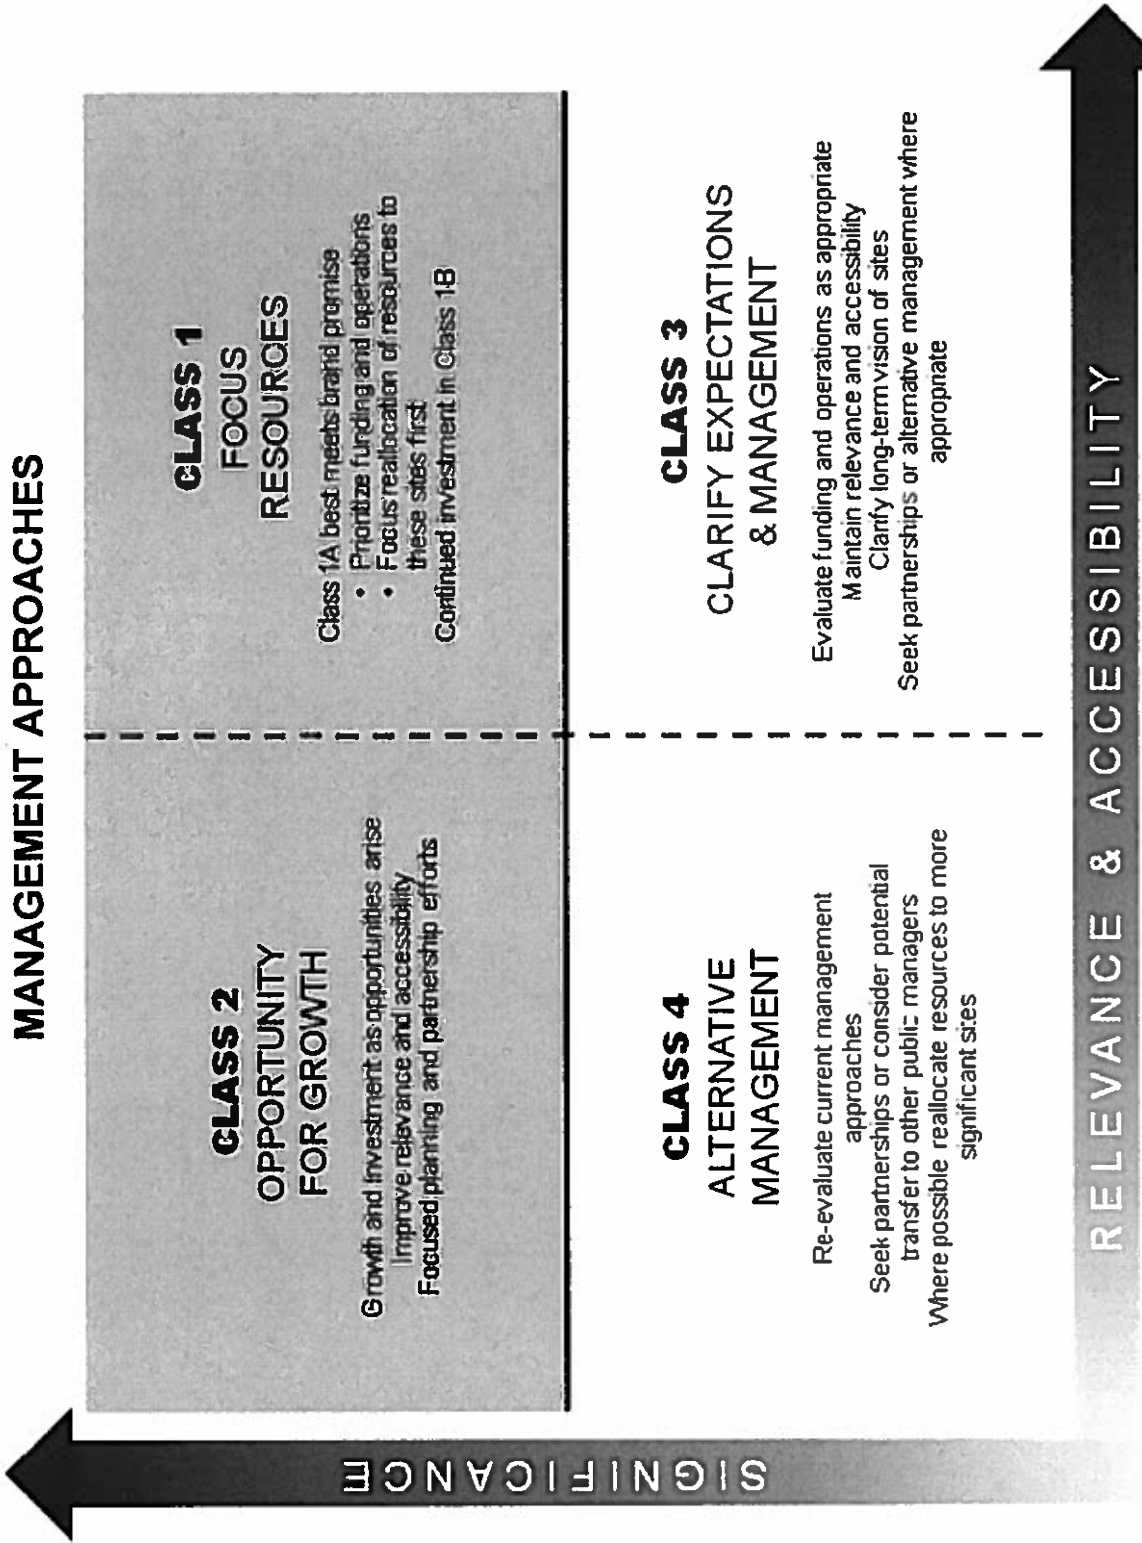 MANAGEMENT APPROACHES
CLASS 2
OPPORTUNITY
FOR GROWTH
Growth and investment as opportunities arise
Improve relevance and accessibility
Focused planning and partnership efforts
CLASS 1
FOCUS
RESOURCES
Class 1A best meets brand promise
• Prioritize funding and operations
• Focus reallocation of resources to
these sites first
Continued investment in Class 1B
CLASS 4
ALTERNATIVE
MANAGEMENT
Re-evaluate current management
approaches
Seek partnerships or consider potential
transfer to other public managers
Where possible reallocate resources to more
significant sites
CLASS 3
CLARIFY EXPECTATIONS
& MANAGEMENT
Evaluate funding and operations as appropriate
Maintain relevance and accessibility
Clarify long-term vision of sites
Seek partnerships or alternative management where
appropriate
SIGNIFICANCE
RELEVANCE & ACCESSIBILITY